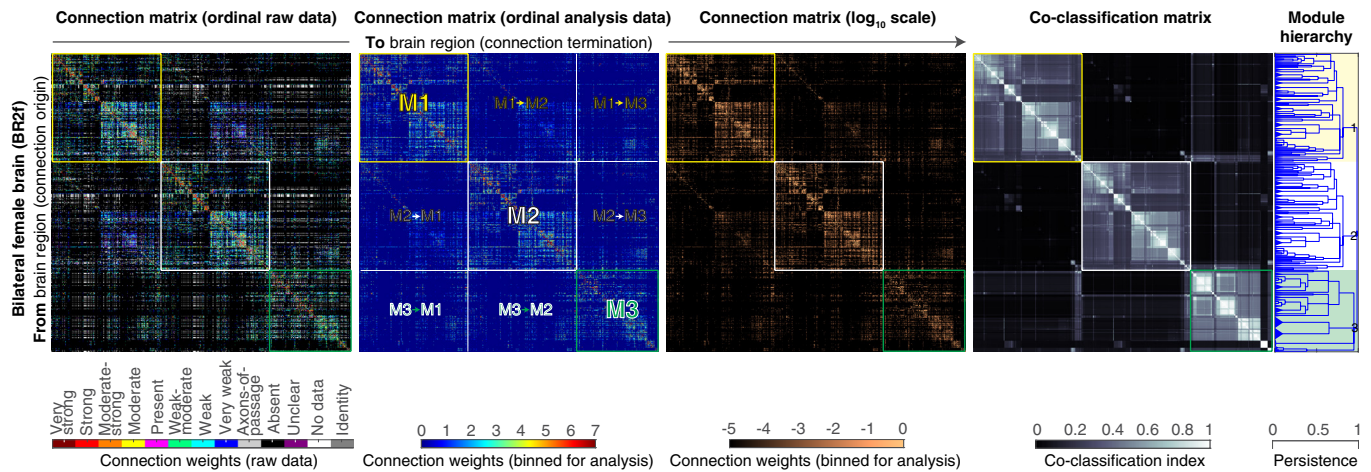 Connection matrix (ordinal raw data)
Connection matrix (ordinal analysis data)
Connection matrix (log10 scale)
Co-classification matrix
Module
hierarchy
To brain region (connection termination)
Bilateral female brain (BR2f)
From brain region (connection origin)
M1
M1→M2
M1→M3
M2→M1
M2
M2→M3
M3→M1
M3→M2
M3
1
2
3
Very strong
Strong
Moderate-strong
Moderate
Present
Weak-moderate
Weak
Very weak
Axons-of-passage
Absent
Unclear
No data
Identity
Connection weights (raw data)
0 1 2 3 4 5 6 7
Connection weights (binned for analysis)
-5 -4 -3 -2 -1 0
Connection weights (binned for analysis)
0 0.2 0.4 0.6 0.8 1
Co-classification index
0 1
Persistence